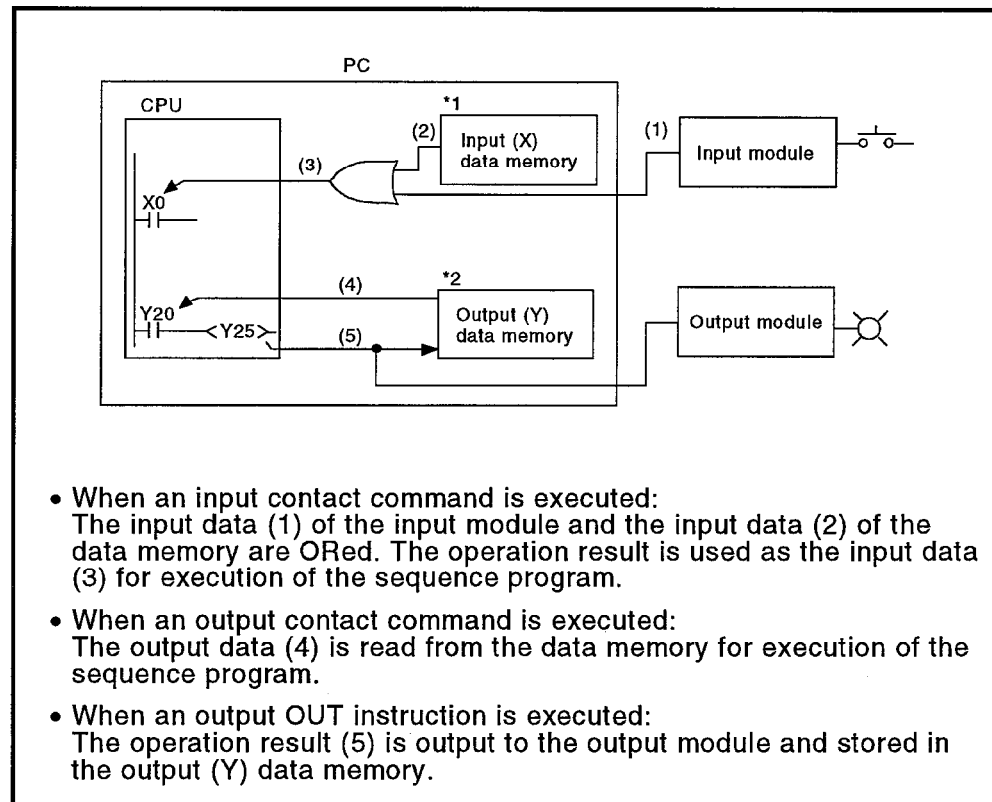 PC
CPU
*1
(2)
Input (X)
data memory
(1)
Input module
(3)
X0
(4)
*2
Y20
Y25
(5)
Output (Y)
data memory
Output module
• When an input contact command is executed:
The input data (1) of the input module and the input data (2) of the
data memory are ORed. The operation result is used as the input data
(3) for execution of the sequence program.
• When an output contact command is executed:
The output data (4) is read from the data memory for execution of the
sequence program.
• When an output OUT instruction is executed:
The operation result (5) is output to the output module and stored in
the output (Y) data memory.